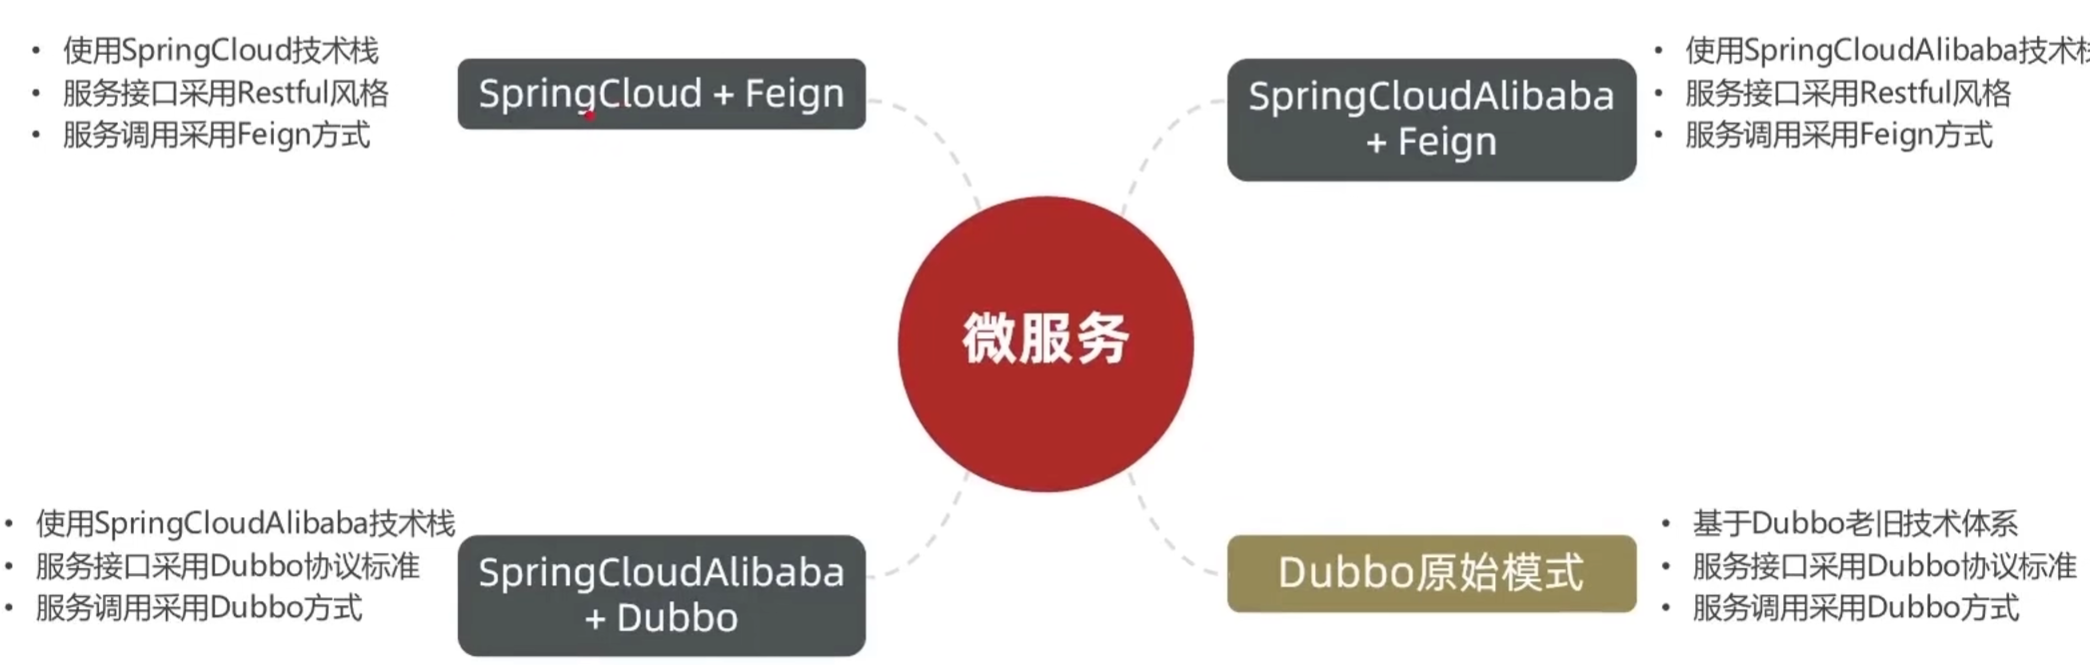 使用SpringCloud技术栈
服务接口采用Restful风格
服务调用采用Feign方式
SpringCloud + Feign
SpringCloudAlibaba
+ Feign
使用SpringCloudAlibaba技术栈
服务接口采用Restful风格
服务调用采用Feign方式
微服务
使用SpringCloudAlibaba技术栈
服务接口采用Dubbo协议标准
服务调用采用Dubbo方式
SpringCloudAlibaba
+ Dubbo
Dubbo原始模式
基于Dubbo老旧技术体系
服务接口采用Dubbo协议标准
服务调用采用Dubbo方式